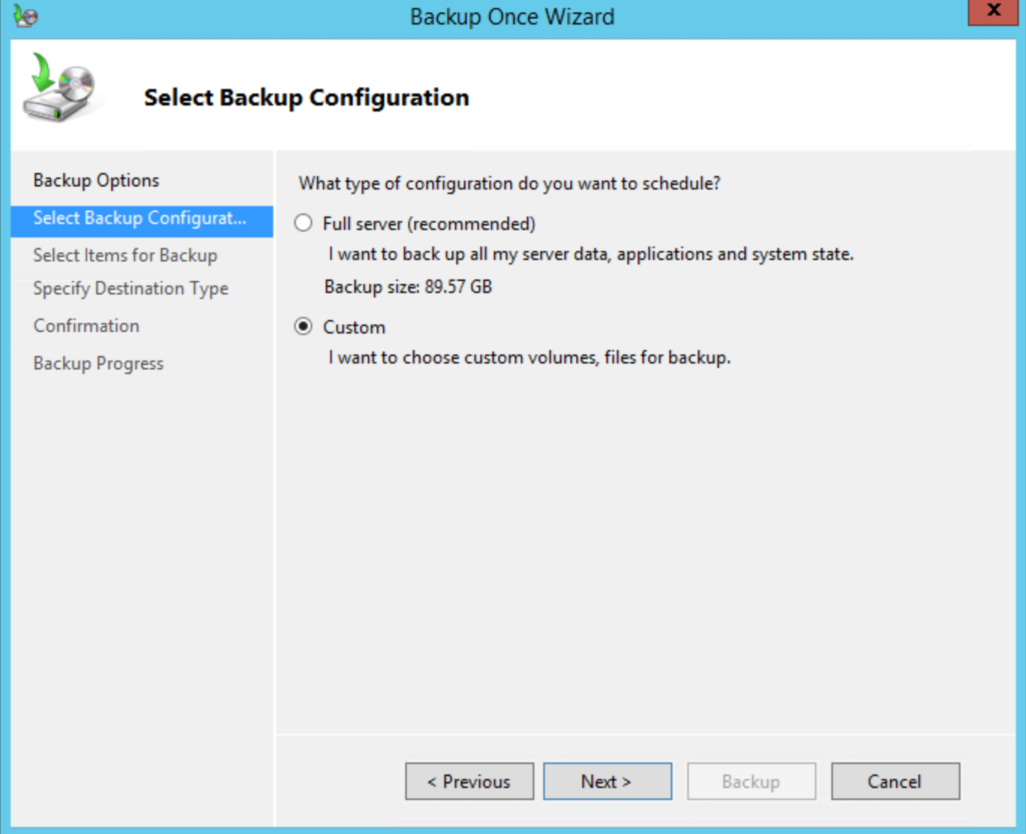 Backup Once Wizard
x
Select Backup Configuration
Backup Options
Select Backup Configurat...
Select Items for Backup
Specify Destination Type
Confirmation
Backup Progress
What type of configuration do you want to schedule?
Full server (recommended)
I want to back up all my server data, applications and system state.
Backup size: 89.57 GB
Custom
I want to choose custom volumes, files for backup.
< Previous
Next >
Backup
Cancel